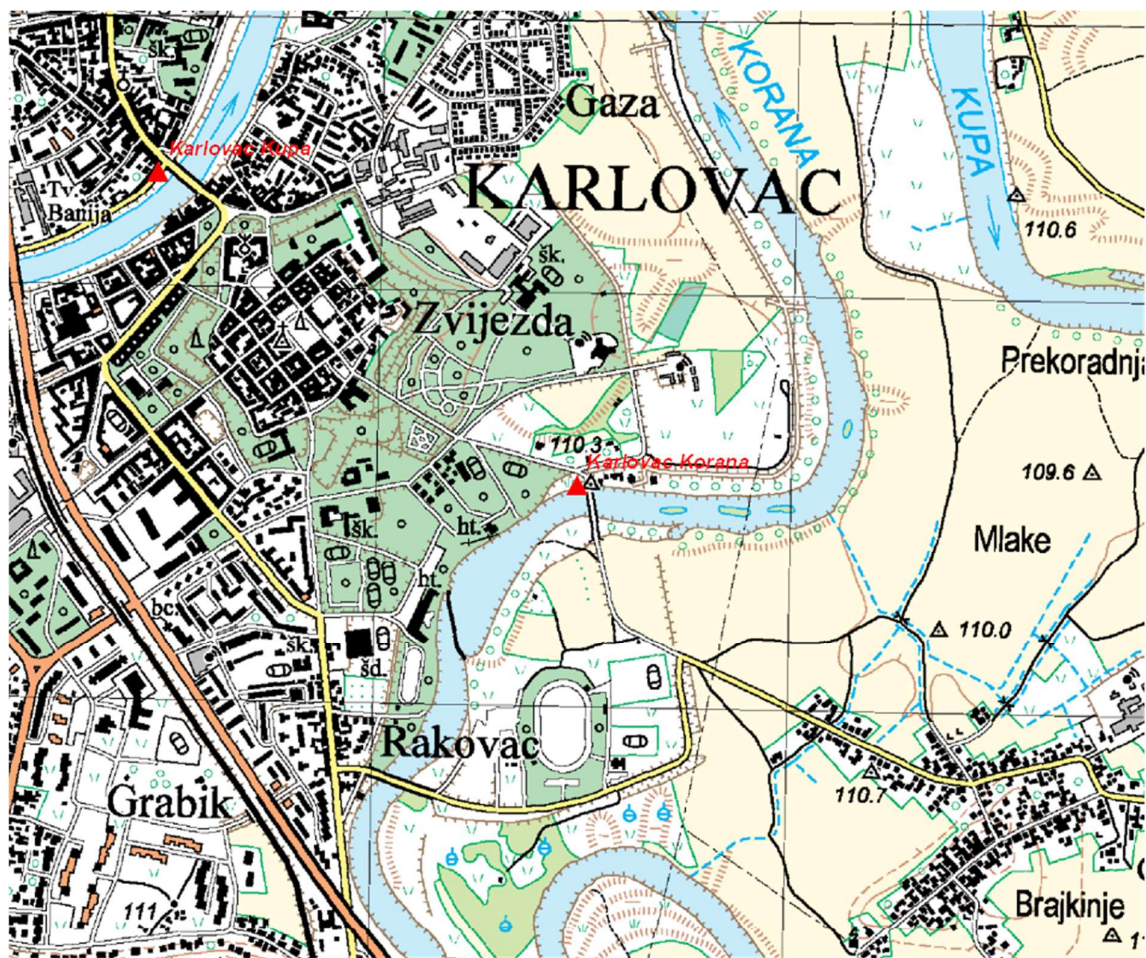 šk.
Karlovac Kupa
Tv.
Banija
Gaza
KARLOVAC
KORANA
KUPA
110.6
šk.
Zvijezda
Prekoradnj
110.3
Karlovac Korana
109.6
Mlake
šk.
ht.
ht.
bc.
šk.
šd.
110.0
Rakovac
Grabik
110.7
111
Brajkinje